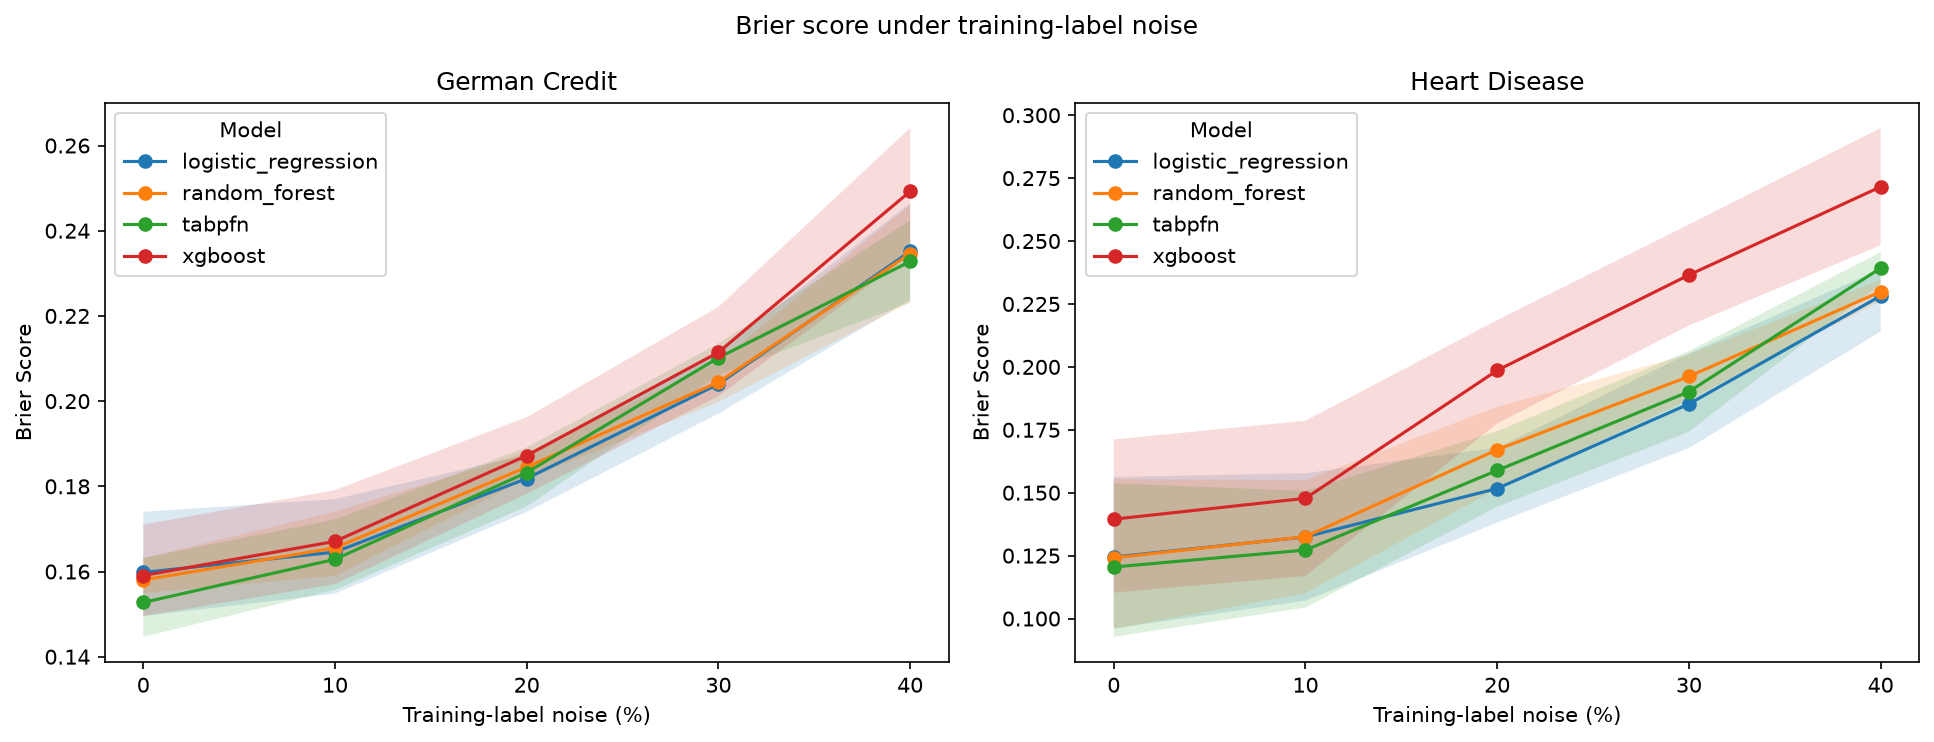 Brier score under training-label noise
German Credit
Model
logistic_regression
random_forest
tabpfn
xgboost
0.26
0.24
0.22
0.20
0.18
0.16
0.14
Brier Score
0 10 20 30 40
Training-label noise (%)
Heart Disease
Model
logistic_regression
random_forest
tabpfn
xgboost
0.300
0.275
0.250
0.225
0.200
0.175
0.150
0.125
0.100
Brier Score
0 10 20 30 40
Training-label noise (%)